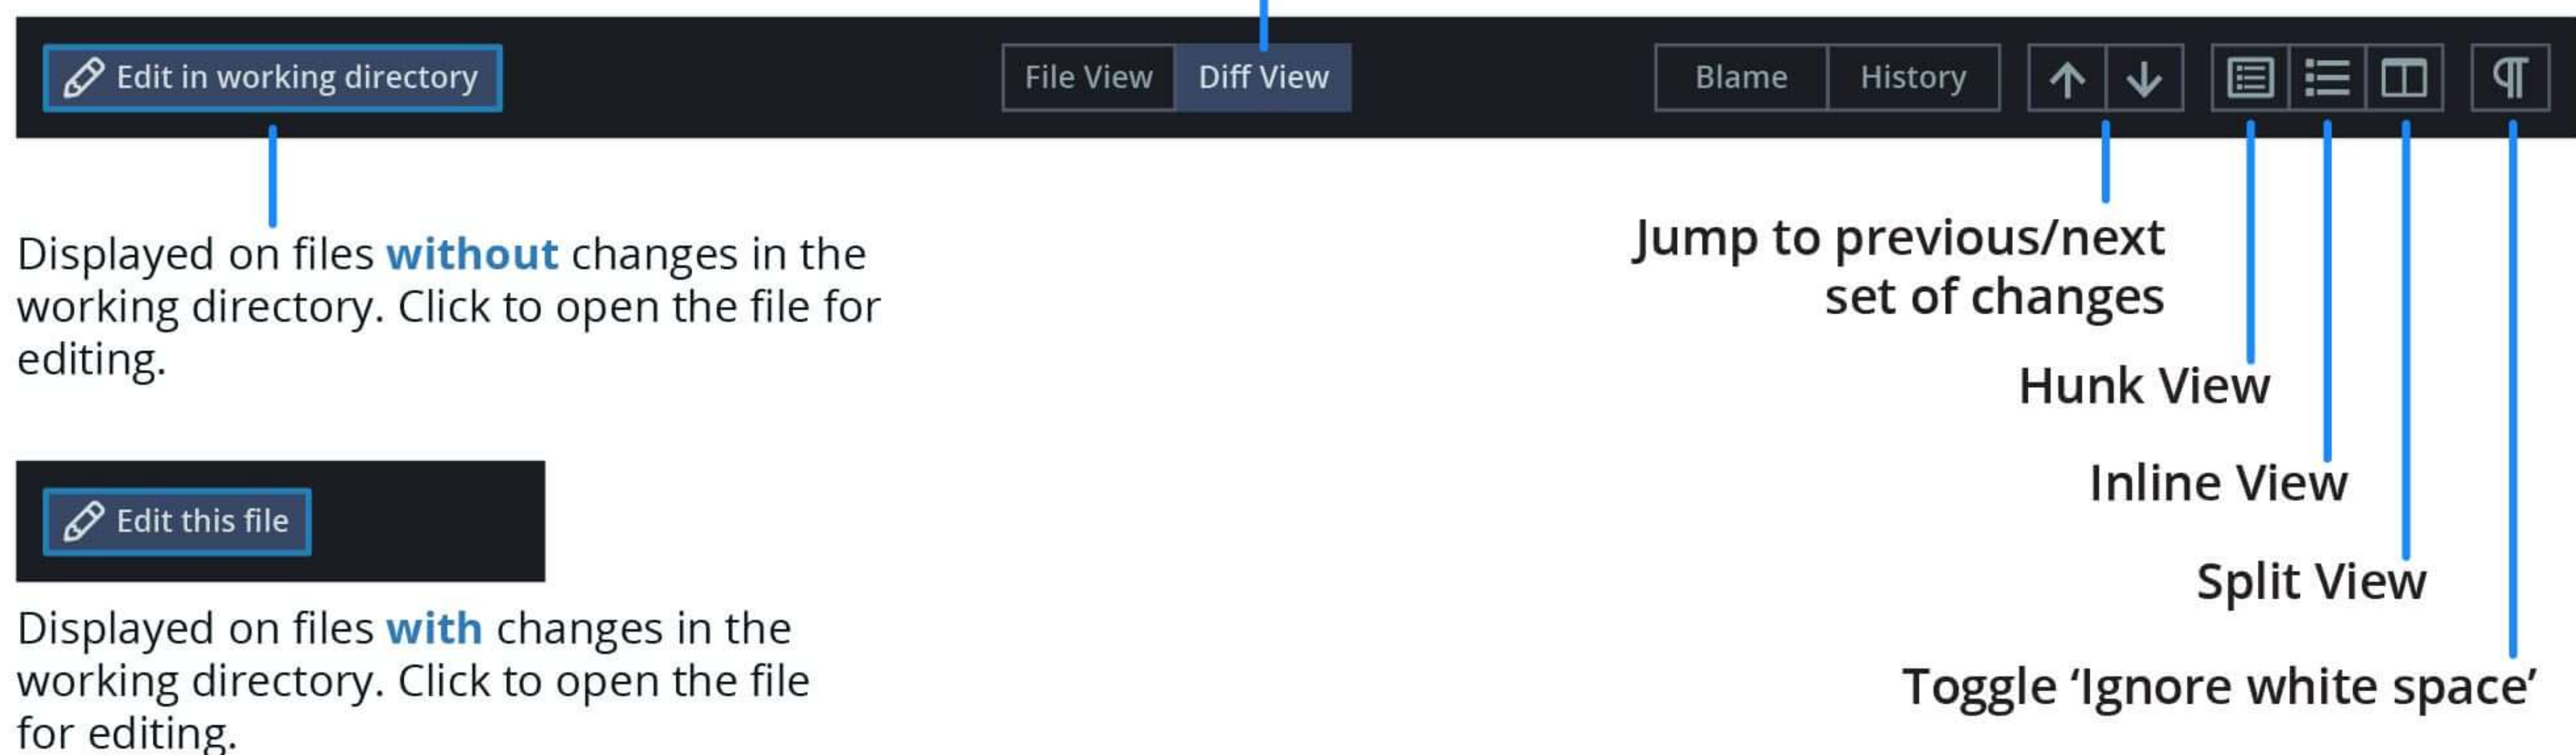 Edit in working directory
File View
Diff View
Blame
History
Displayed on files without changes in the
working directory. Click to open the file for
editing.
Jump to previous/next
set of changes
Hunk View
Inline View
Split View
Toggle ‘Ignore white space’
Edit this file
Displayed on files with changes in the
working directory. Click to open the file
for editing.